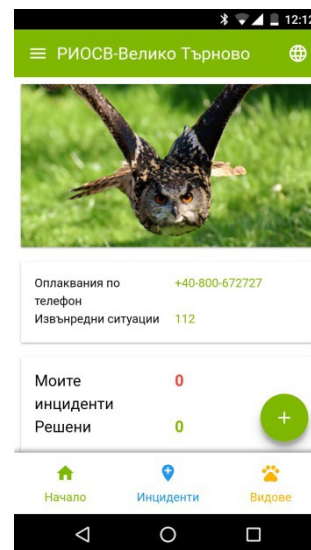 12:12
РИОСВ-Велико Търново
Оплаквания по
телефон
+40-800-672727
Извънредни ситуации 112
Моите
инциденти
0
Решени 0
+
Начало Инциденти Видове